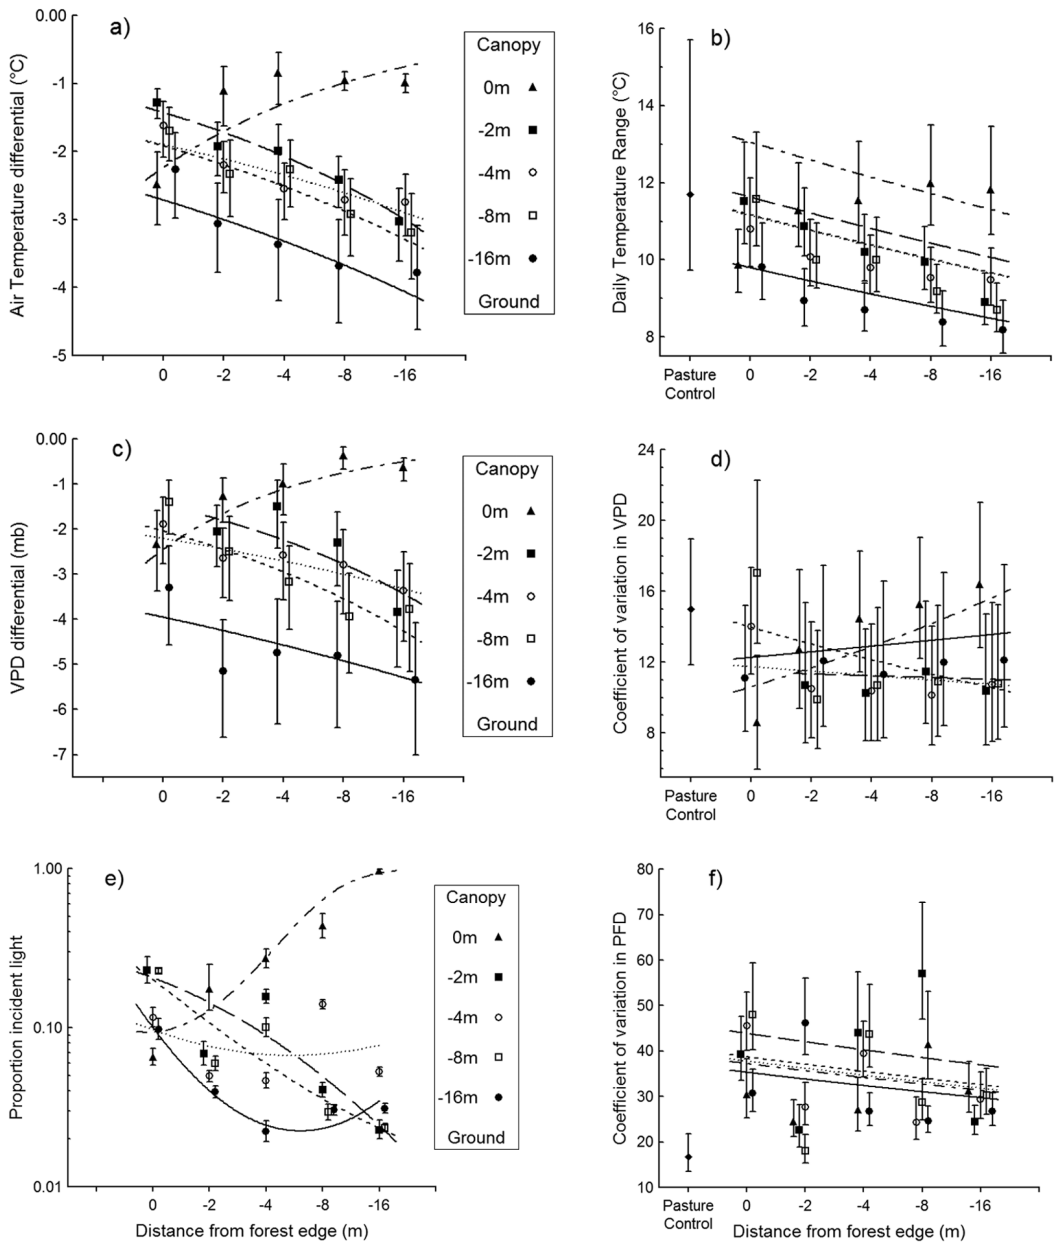 a)
Air Temperature differential (°C)
0.00
-1
-2
-3
-4
-5
0 -2 -4 -8 -16
Canopy
0m
-2m
-4m
-8m
-16m
Ground
b)
Daily Temperature Range (°C)
16
14
12
10
8
Pasture Control 0 -2 -4 -8 -16
c)
VPD differential (mb)
0.00
-1
-2
-3
-4
-5
-6
-7
0 -2 -4 -8 -16
Canopy
0m
-2m
-4m
-8m
-16m
Ground
d)
Coefficient of variation in VPD
24
20
16
12
8
Pasture Control 0 -2 -4 -8 -16
e)
Proportion incident light
1.00
0.10
0.01
0 -2 -4 -8 -16
Distance from forest edge (m)
Canopy
0m
-2m
-4m
-8m
-16m
Ground
f)
Coefficient of variation in PFD
80
70
60
50
40
30
20
10
Pasture Control 0 -2 -4 -8 -16
Distance from forest edge (m)